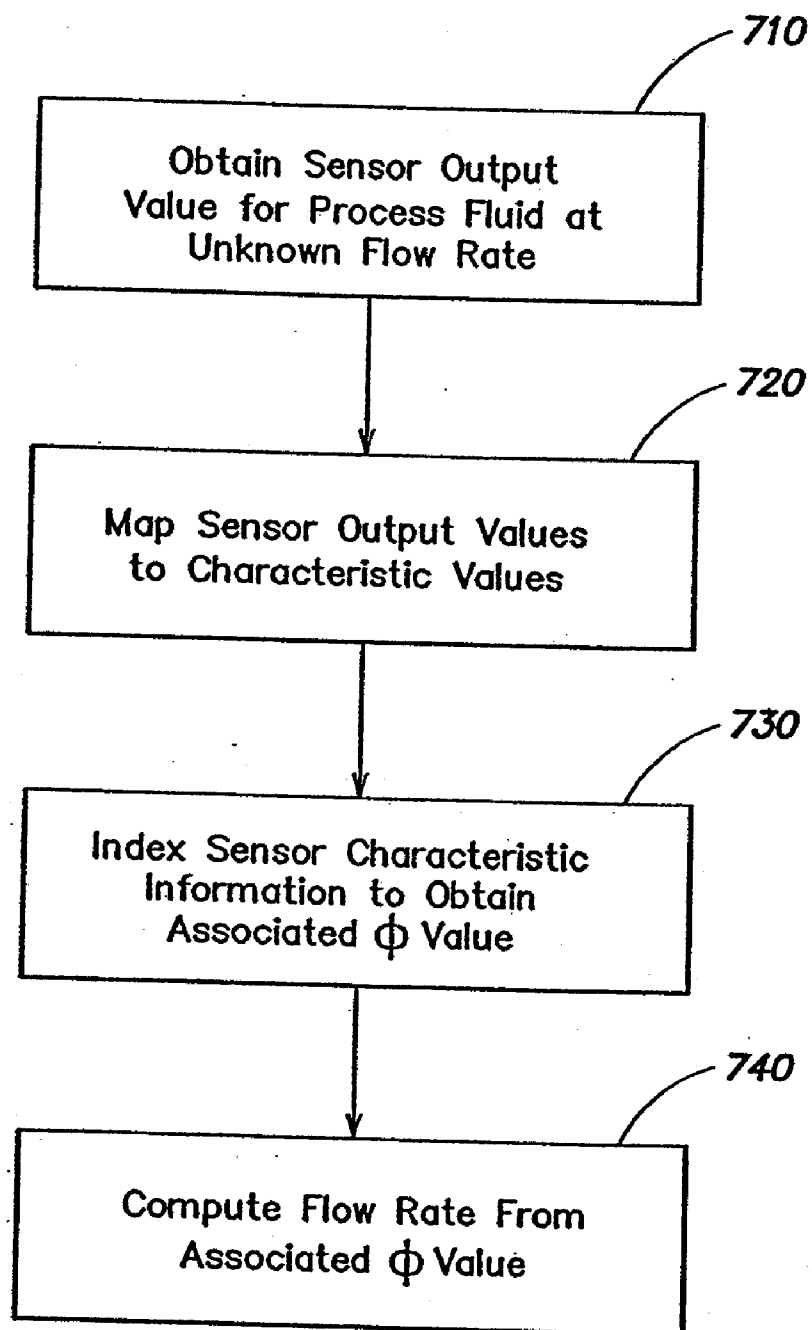 710
Obtain Sensor Output
Value for Process Fluid at
Unknown Flow Rate
720
Map Sensor Output Values
to Characteristic Values
730
Index Sensor Characteristic
Information to Obtain
Associated ϕ Value
740
Compute Flow Rate From
Associated ϕ Value